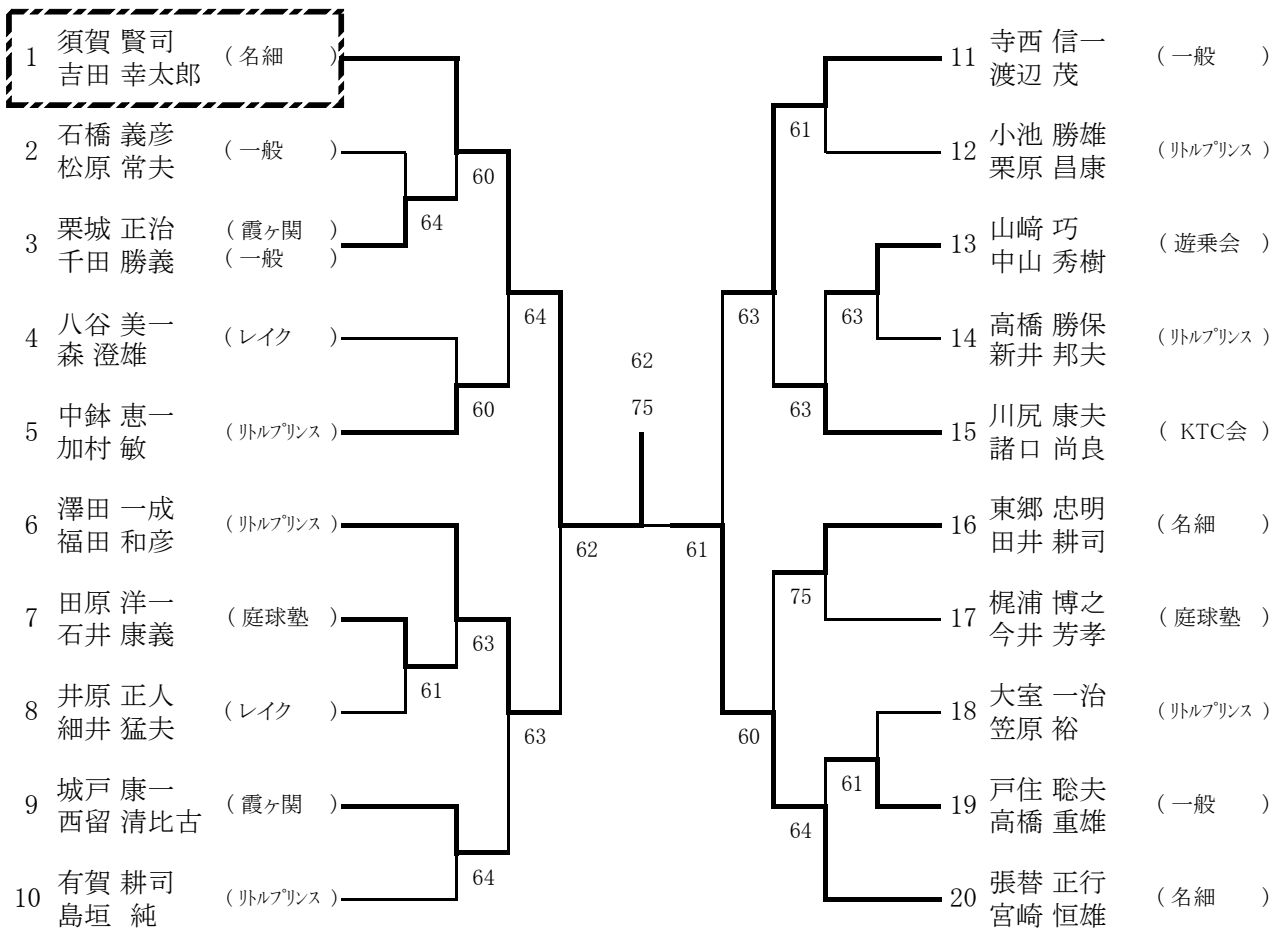 1 須賀 賢司 (名細 )
吉田 幸太郎
2 石橋 義彦 (一般 )
松原 常夫
3 栗城 正治 (霞ヶ関 )
千田 勝義 (一般 )
4 八谷 美一 (レイク )
森 澄雄
5 中鉢 恵一 (リトルプリンス )
加村 敏
6 澤田 一成 (リトルプリンス )
福田 和彦
7 田原 洋一 (庭球塾 )
石井 康義
8 井原 正人 (レイク )
細井 猛夫
9 城戸 康一 (霞ヶ関 )
西留 清比古
10 有賀 耕司 (リトルプリンス )
島垣 純
60
64
64
60
63
61
63
64
62
62
75
61
61
63
63
63
75
60
61
64
11 寺西 信一 (一般 )
渡辺 茂
12 小池 勝雄 (リトルプリンス )
栗原 昌康
13 山﨑 巧 (遊乗会 )
中山 秀樹
14 高橋 勝保 (リトルプリンス )
新井 邦夫
15 川尻 康夫 ( KTC会 )
諸口 尚良
16 東郷 忠明 (名細 )
田井 耕司
17 梶浦 博之 (庭球塾 )
今井 芳孝
18 大室 一治 (リトルプリンス )
笠原 裕
19 戸住 聡夫 (一般 )
高橋 重雄
20 張替 正行 (名細 )
宮崎 恒雄